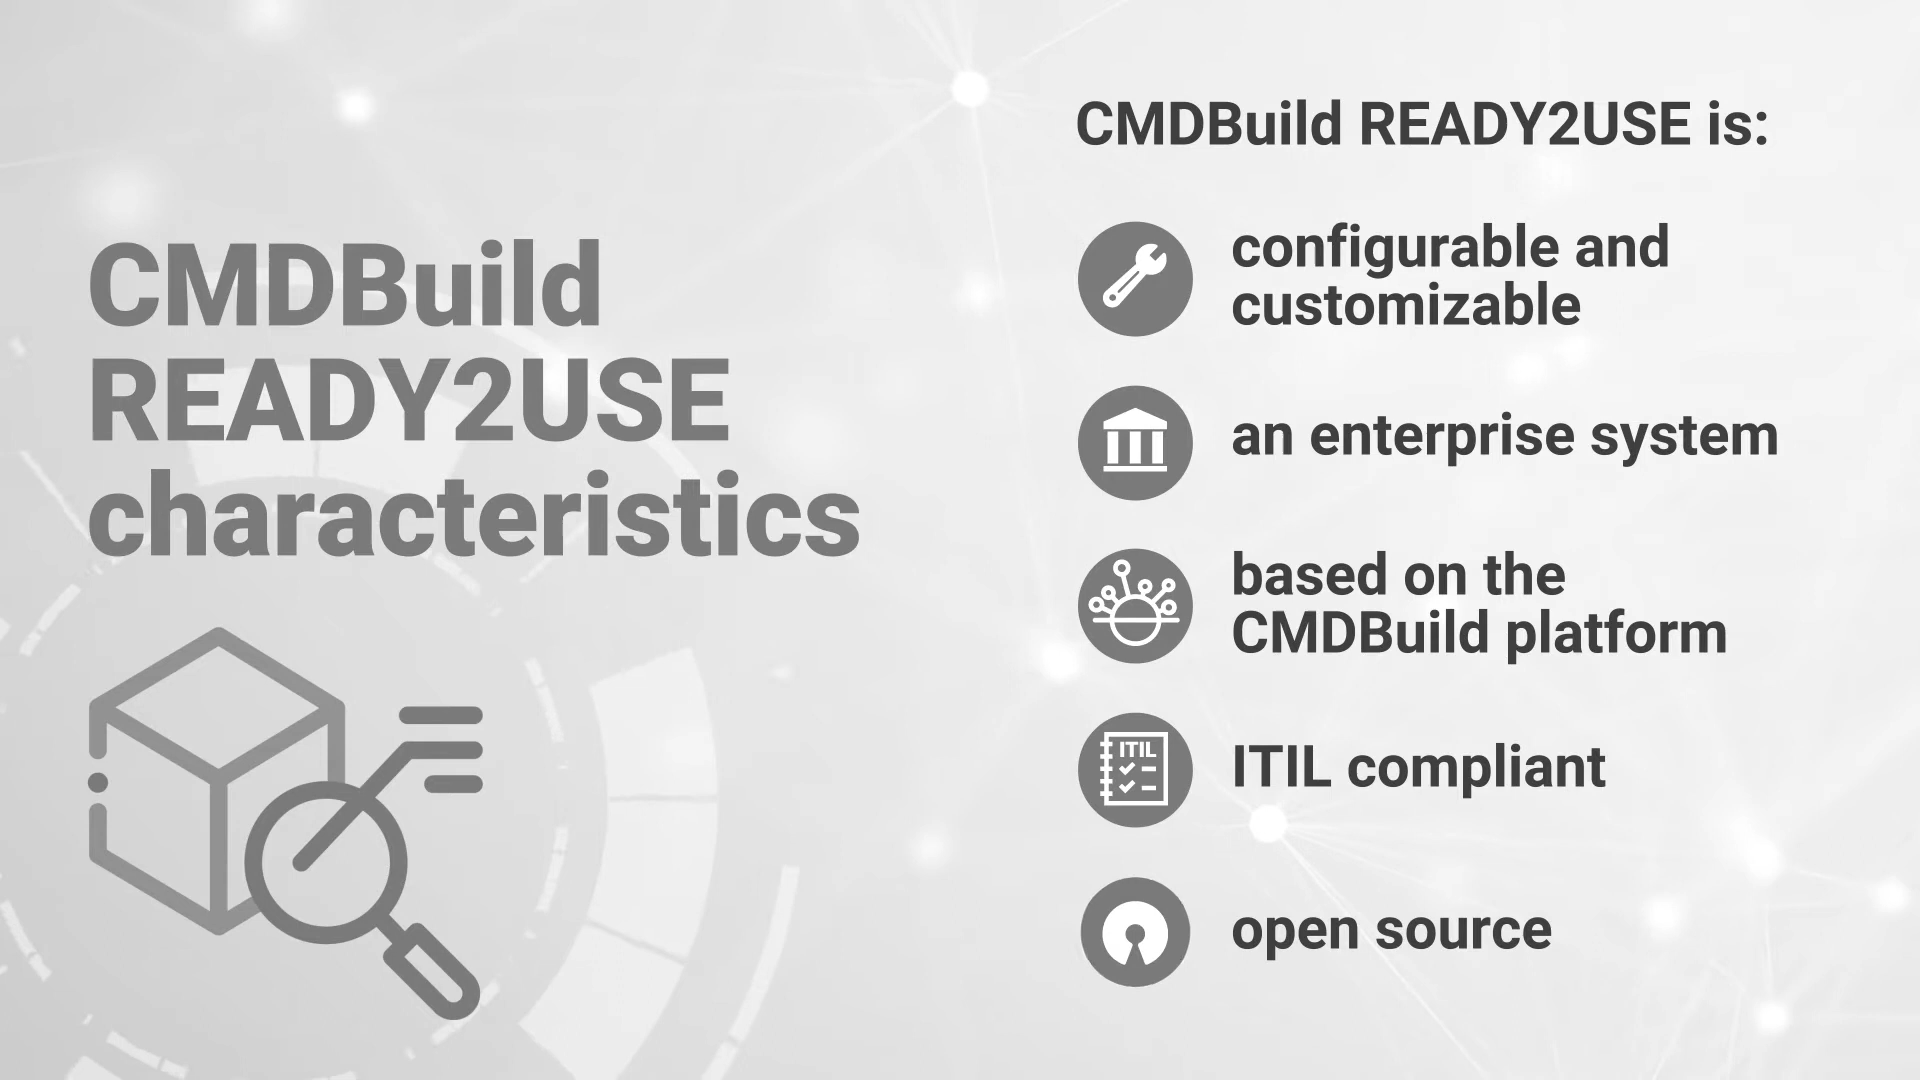 CMDBuild
READY2USE
characteristics
CMDBuild READY2USE is:
configurable and
customizable
an enterprise system
based on the
CMDBuild platform
ITIL
ITIL compliant
open source